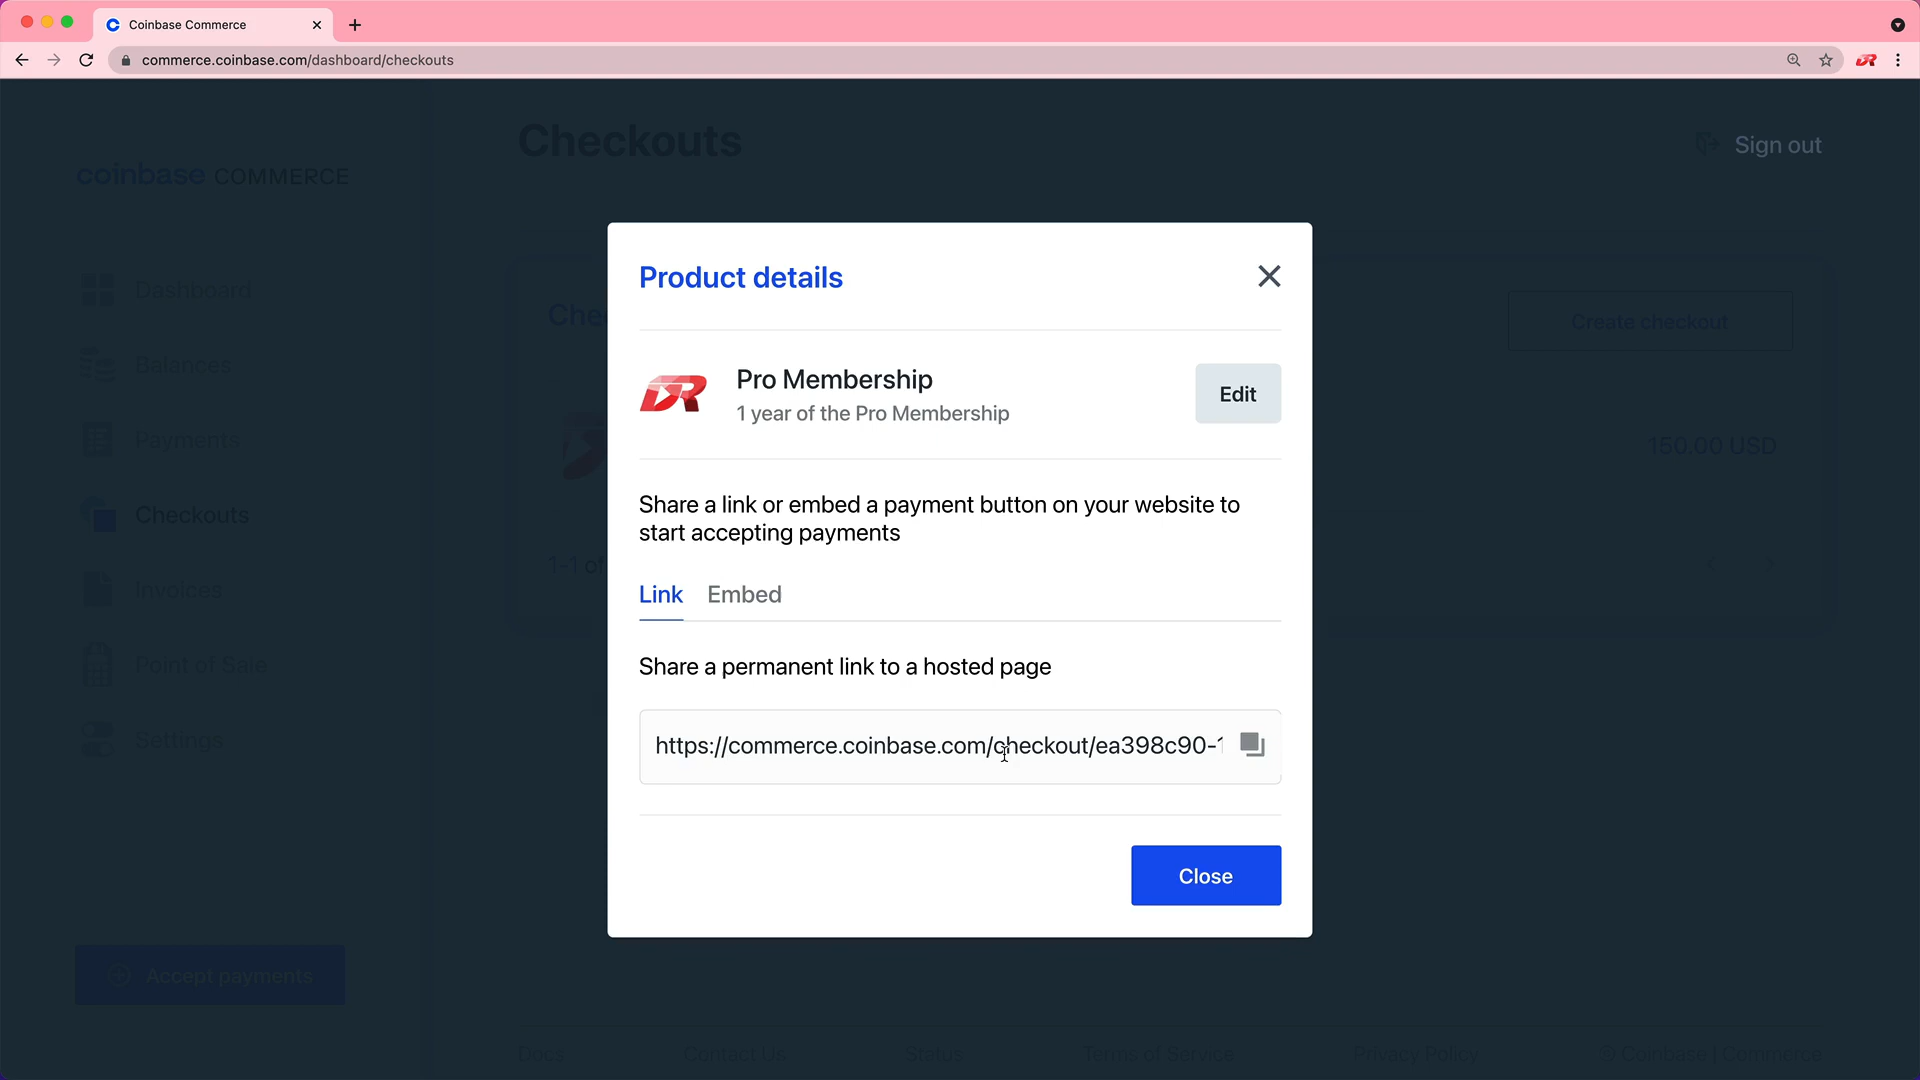 Coinbase Commerce
commerce.coinbase.com/dashboard/checkouts
Checkouts
Sign out
coinbase COMMERCE
Dashboard
Balances
Payments
Checkouts
Invoices
Point of Sale
Settings
Accept payments
Create checkout
150.00 USD
1-1 of
Product details
Pro Membership
1 year of the Pro Membership
Edit
Share a link or embed a payment button on your website to
start accepting payments
Link Embed
Share a permanent link to a hosted page
https://commerce.coinbase.com/checkout/ea398c90-1
Close
Docs Contact Us Status Terms of Service Privacy Policy © Coinbase | Commerce